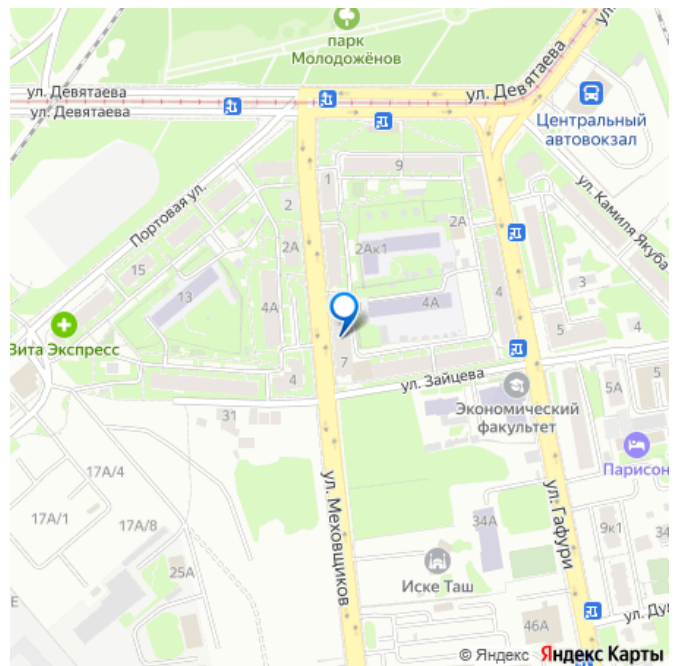 парк
Молодожёнов
ул. Девятаева
ул. Девятаева
ул. Девятаева
Центральный
автовокзал
9
1
Портовая ул.
2
2А
2А
2Ак1
ул. Камиля Якуба
15
3
13
4А
4А
4
5
4
Вита Экспресс
7
4
ул. Зайцева
5А
5
31
Экономический
факультет
Парисон
17А/4
ул. Меховщиков
ул. Гафури
17А/1
17А/8
34А
9к1
34
25А
Иске Таш
Е
46А
ул. Ду
© Яндекс Яндекс Карты